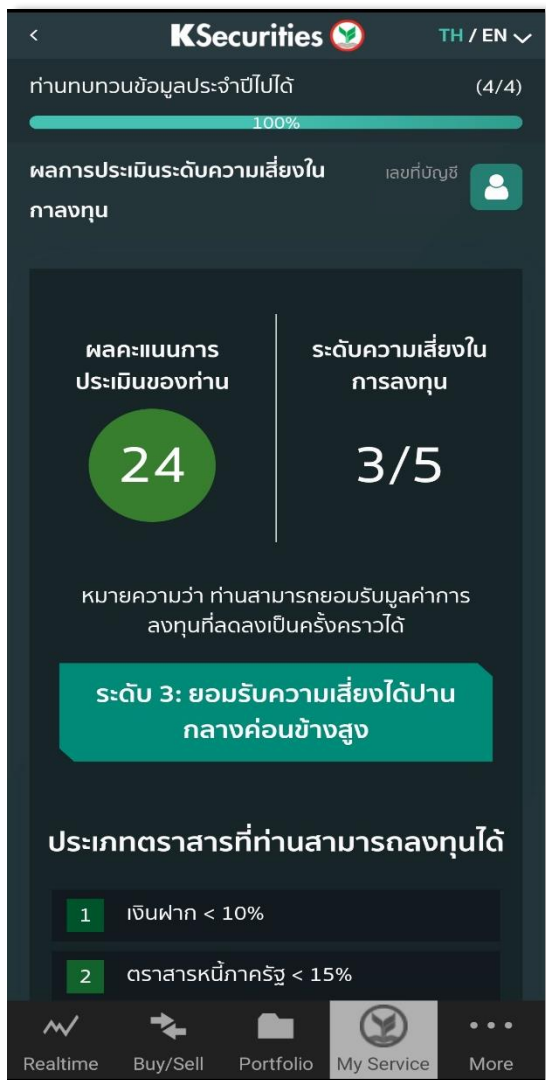 < KSecurities TH / EN
ท่านทบทวนข้อมูลประจำปีไปได้ (4/4)
100%
ผลการประเมินระดับความเสี่ยงใน เลขที่บัญชี
กาลงทุน
ผลคะแนนการ
ประเมินของท่าน
24
ระดับความเสี่ยงใน
การลงทุน
3/5
หมายความว่า ท่านสามารถยอมรับมูลค่าการ
ลงทุนที่ลดลงเป็นครั้งคราวได้
ระดับ 3: ยอมรับความเสี่ยงได้ปาน
กลางค่อนข้างสูง
ประเภทตราสารที่ท่านสามารถลงทุนได้
1 เงินฝาก < 10%
2 ตราสารหนี้ภาครัฐ < 15%
Realtime Buy/Sell Portfolio My Service More